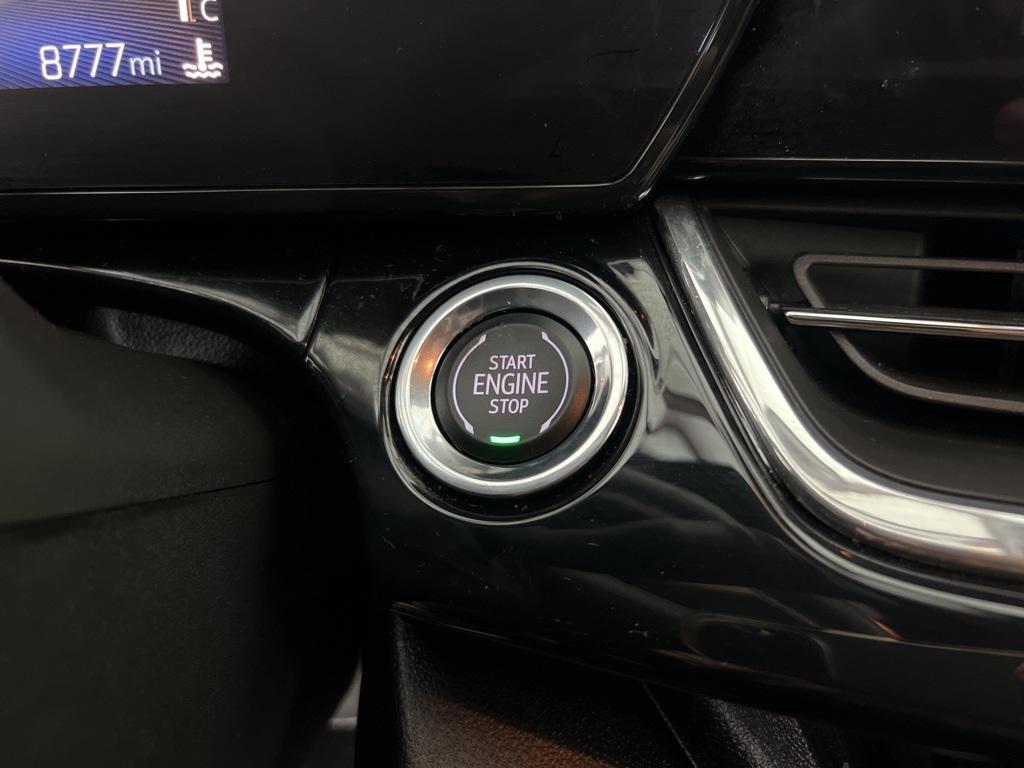 C
8777mi
START
ENGINE
STOP